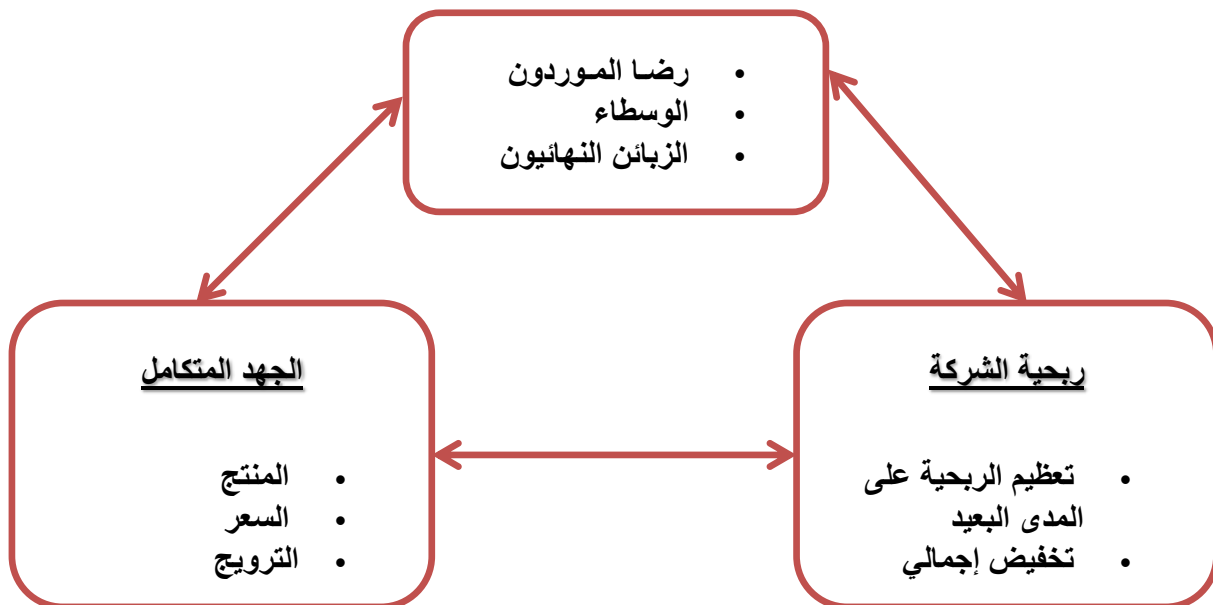 • رضا الموردون
• الوسطاء
• الزبائن النهائيون
ربحية الشركة
• تعظيم الربحية على
المدى البعيد
• تخفيض إجمالي
الجهد المتكامل
• المنتج
• السعر
• الترويج